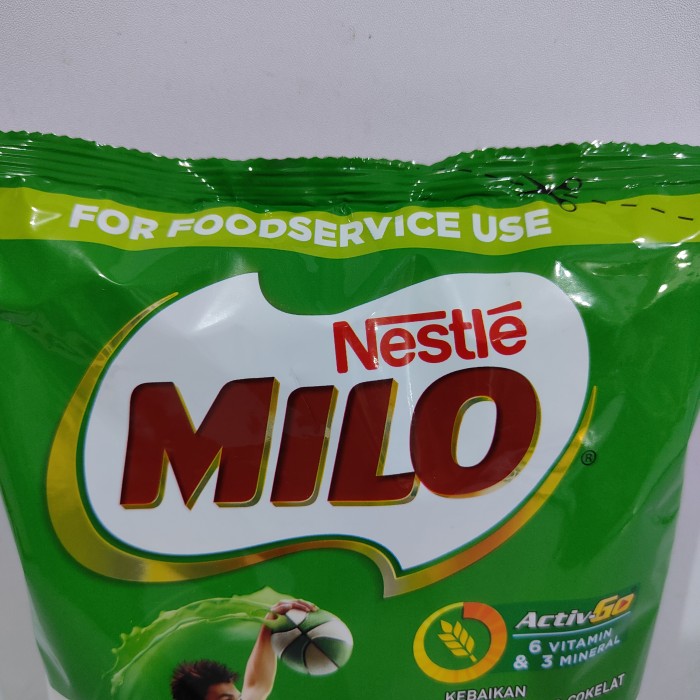 FOR FOODSERVICE USE
Nestlé
MILO
®
Activ-Go
6 VITAMIN
& 3 MINERAL
KEBAIKAN
COKELAT